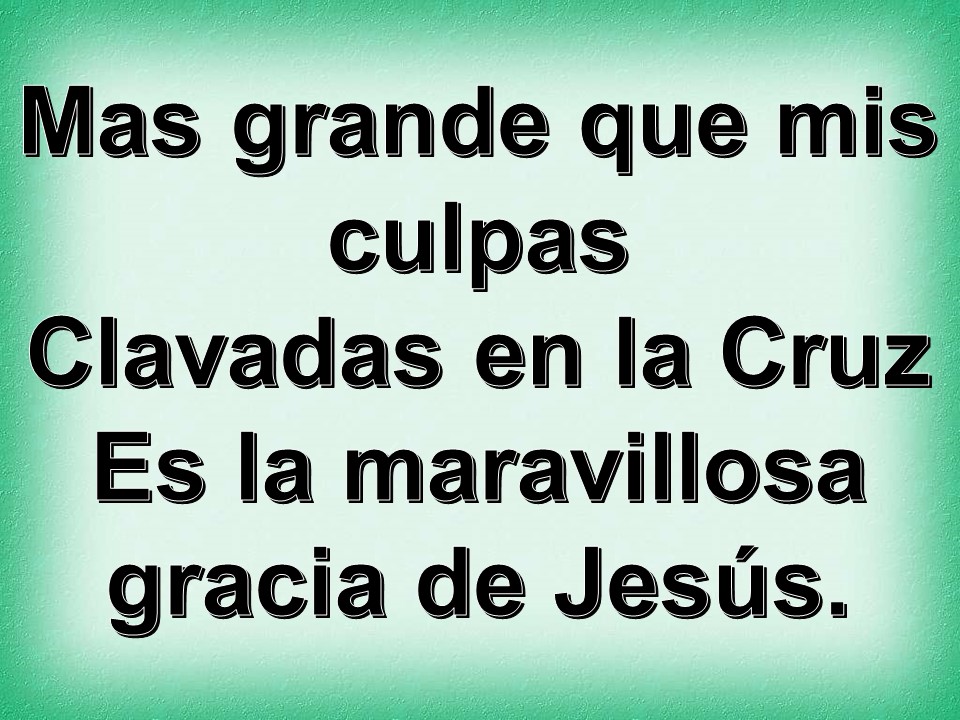 Mas grande que mis
culpas
Clavadas en la Cruz
Es la maravillosa
gracia de Jesús.